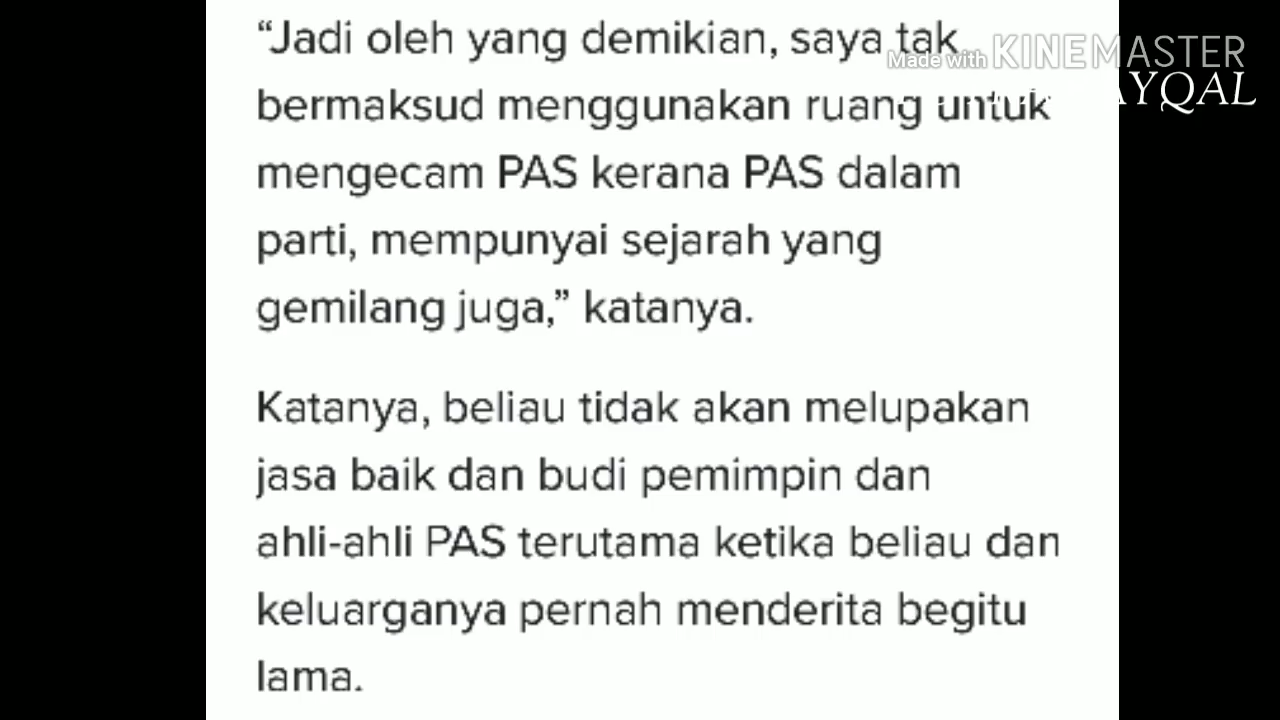 “Jadi oleh yang demikian, saya tak
Made with KINEMASTER
AYQAL
bermaksud menggunakan ruang untuk
mengecam PAS kerana PAS dalam
parti, mempunyai sejarah yang
gemilang juga,” katanya.
Katanya, beliau tidak akan melupakan
jasa baik dan budi pemimpin dan
ahli-ahli PAS terutama ketika beliau dan
keluarganya pernah menderita begitu
lama.